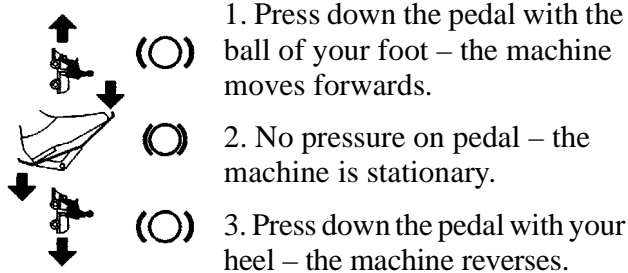 1. Press down the pedal with the
ball of your foot – the machine
moves forwards.
2. No pressure on pedal – the
machine is stationary.
3. Press down the pedal with your
heel – the machine reverses.